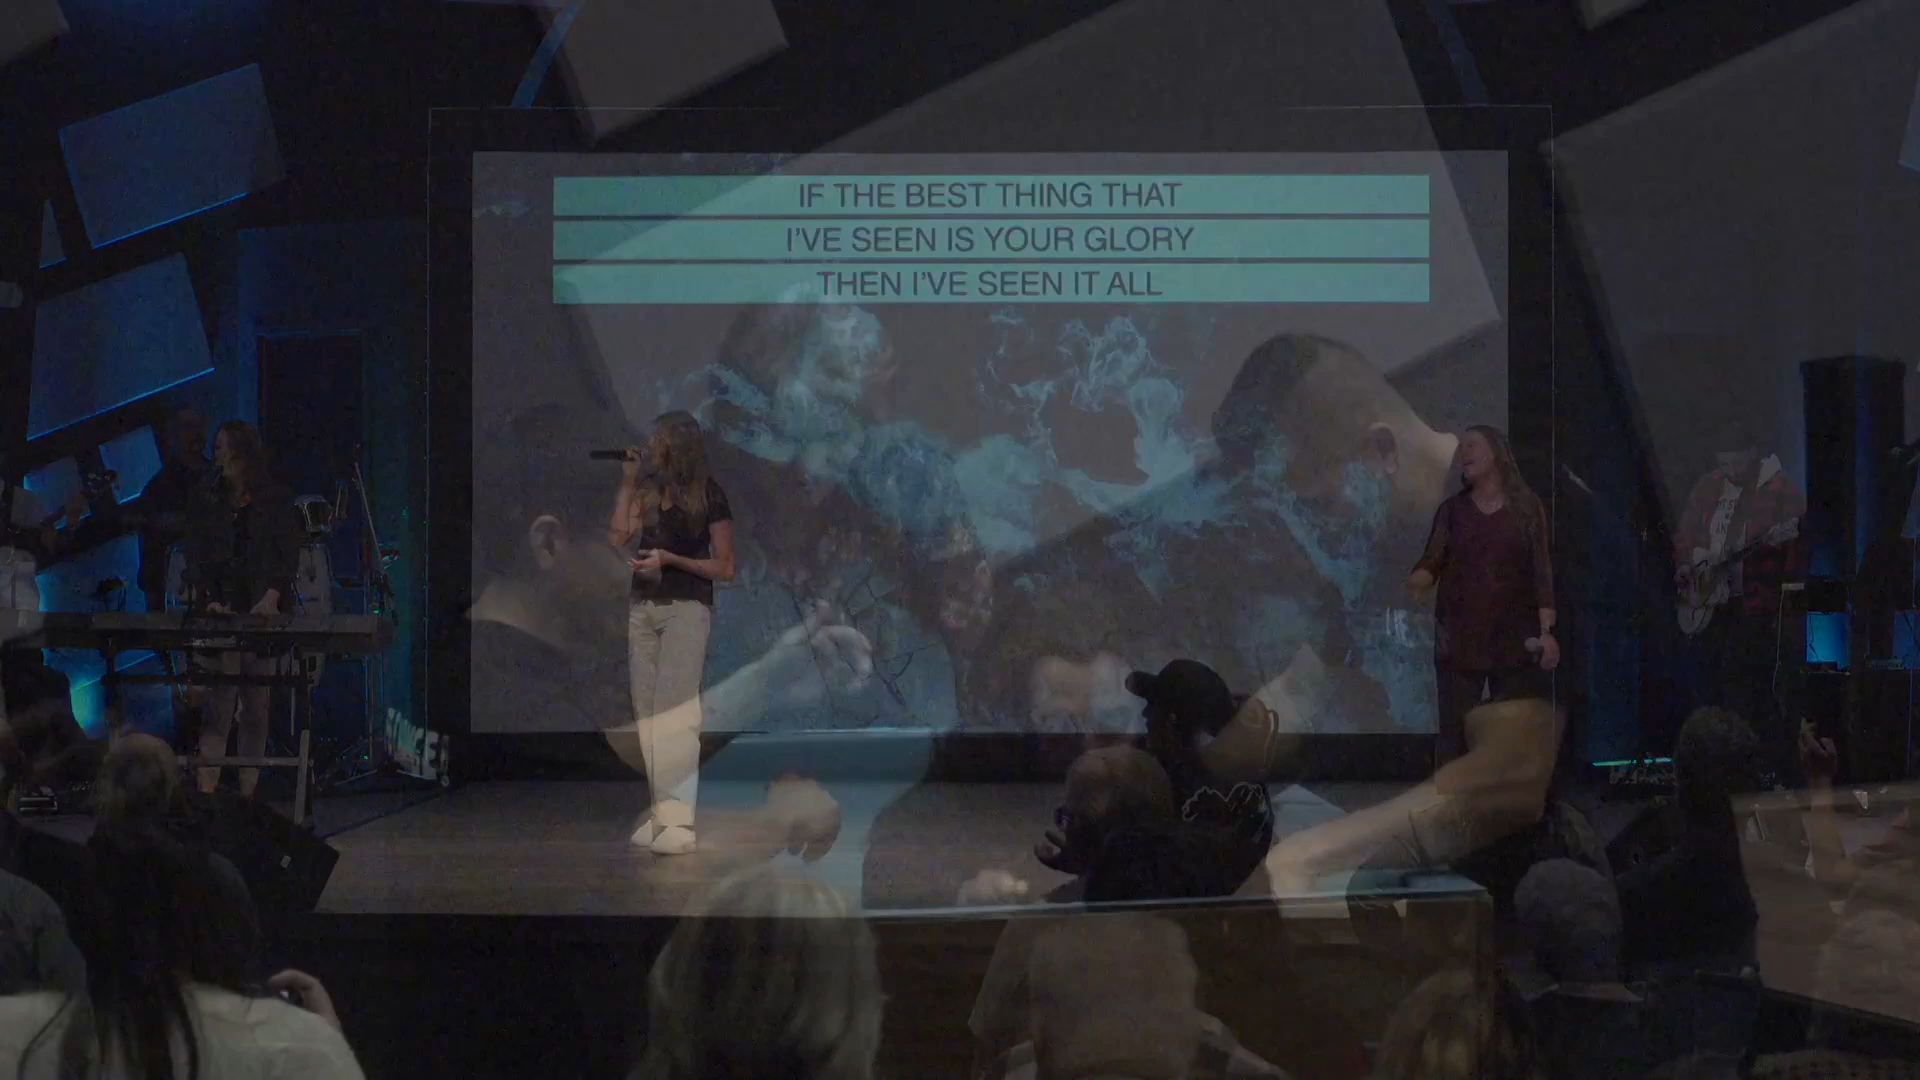 IF THE BEST THING THAT
I'VE SEEN IS YOUR GLORY
THEN I'VE SEEN IT ALL